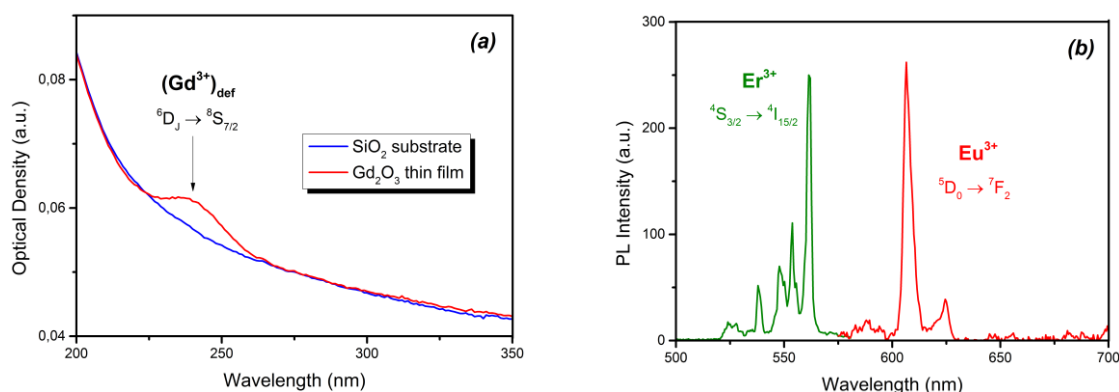 (a)
(Gd³⁺)def
⁶DJ → ⁸S7/2
SiO₂ substrate
Gd₂O₃ thin film
Optical Density (a.u.)
0,08
0,06
0,04
200 250 300 350
Wavelength (nm)
(b)
Er³⁺
⁴S3/2 → ⁴I15/2
Eu³⁺
⁵D₀ → ⁷F₂
PL Intensity (a.u.)
300
200
100
0
500 550 600 650 700
Wavelength (nm)